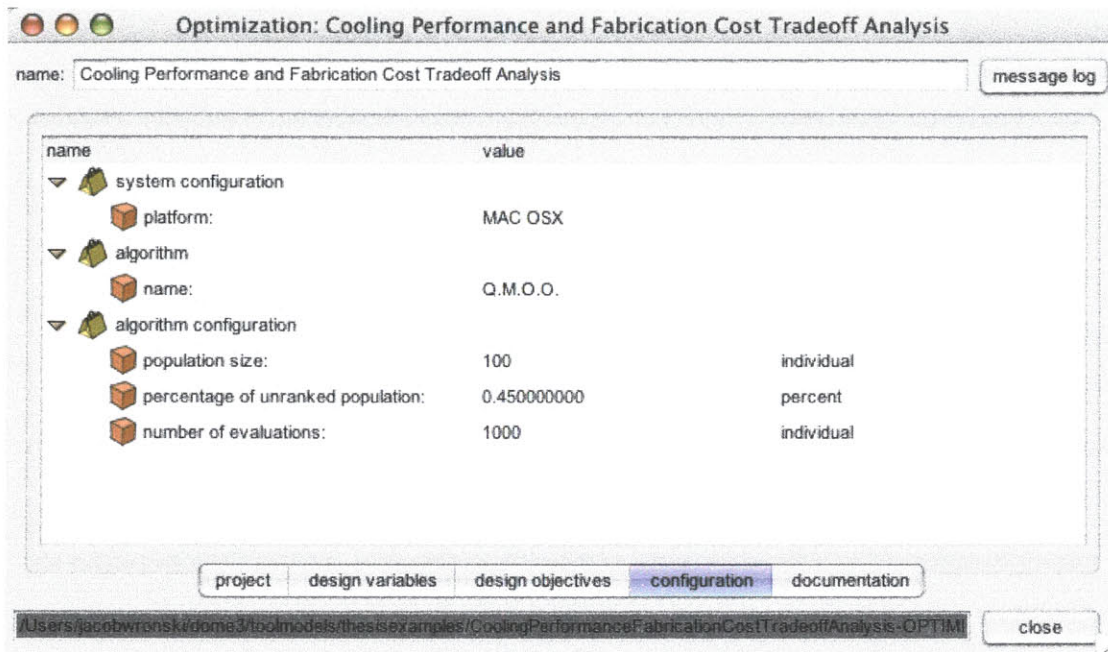 Optimization: Cooling Performance and Fabrication Cost Tradeoff Analysis
name: Cooling Performance and Fabrication Cost Tradeoff Analysis message log
name value
system configuration
platform: MAC OSX
algorithm
name: Q.M.O.O.
algorithm configuration
population size: 100 individual
percentage of unranked population: 0.450000000 percent
number of evaluations: 1000 individual
project design variables design objectives configuration documentation
/Users/jacobwronski/dome3/toolmodels/thesisexamples/CoolingPerformanceFabricationCostTradeoffAnalysis-OPTIMI close